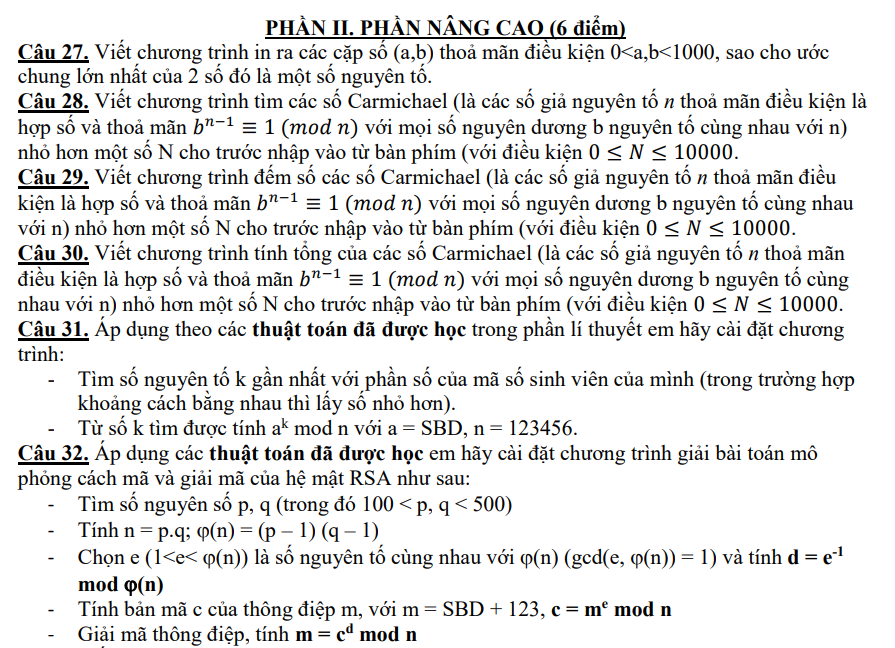 PHẦN II. PHẦN NÂNG CAO (6 điểm)
Câu 27. Viết chương trình in ra các cặp số (a,b) thoả mãn điều kiện 0<a,b<1000, sao cho ước
chung lớn nhất của 2 số đó là một số nguyên tố.
Câu 28. Viết chương trình tìm các số Carmichael (là các số giả nguyên tố n thoả mãn điều kiện là
hợp số và thoả mãn bⁿ⁻¹ ≡ 1 (mod n) với mọi số nguyên dương b nguyên tố cùng nhau với n)
nhỏ hơn một số N cho trước nhập vào từ bàn phím (với điều kiện 0 ≤ N ≤ 10000.
Câu 29. Viết chương trình đếm số các số Carmichael (là các số giả nguyên tố n thoả mãn điều
kiện là hợp số và thoả mãn bⁿ⁻¹ ≡ 1 (mod n) với mọi số nguyên dương b nguyên tố cùng nhau
với n) nhỏ hơn một số N cho trước nhập vào từ bàn phím (với điều kiện 0 ≤ N ≤ 10000.
Câu 30. Viết chương trình tính tổng của các số Carmichael (là các số giả nguyên tố n thoả mãn
điều kiện là hợp số và thoả mãn bⁿ⁻¹ ≡ 1 (mod n) với mọi số nguyên dương b nguyên tố cùng
nhau với n) nhỏ hơn một số N cho trước nhập vào từ bàn phím (với điều kiện 0 ≤ N ≤ 10000.
Câu 31. Áp dụng theo các thuật toán đã được học trong phần lí thuyết em hãy cài đặt chương
trình:
- Tìm số nguyên tố k gần nhất với phần số của mã số sinh viên của mình (trong trường hợp
khoảng cách bằng nhau thì lấy số nhỏ hơn).
- Từ số k tìm được tính aᵏ mod n với a = SBD, n = 123456.
Câu 32. Áp dụng các thuật toán đã được học em hãy cài đặt chương trình giải bài toán mô
phỏng cách mã và giải mã của hệ mật RSA như sau:
- Tìm số nguyên số p, q (trong đó 100 < p, q < 500)
- Tính n = p.q; φ(n) = (p – 1) (q – 1)
- Chọn e (1<e< φ(n)) là số nguyên tố cùng nhau với φ(n) (gcd(e, φ(n)) = 1) và tính d = e⁻¹
mod φ(n)
- Tính bản mã c của thông điệp m, với m = SBD + 123, c = mᵉ mod n
- Giải mã thông điệp, tính m = cᵈ mod n